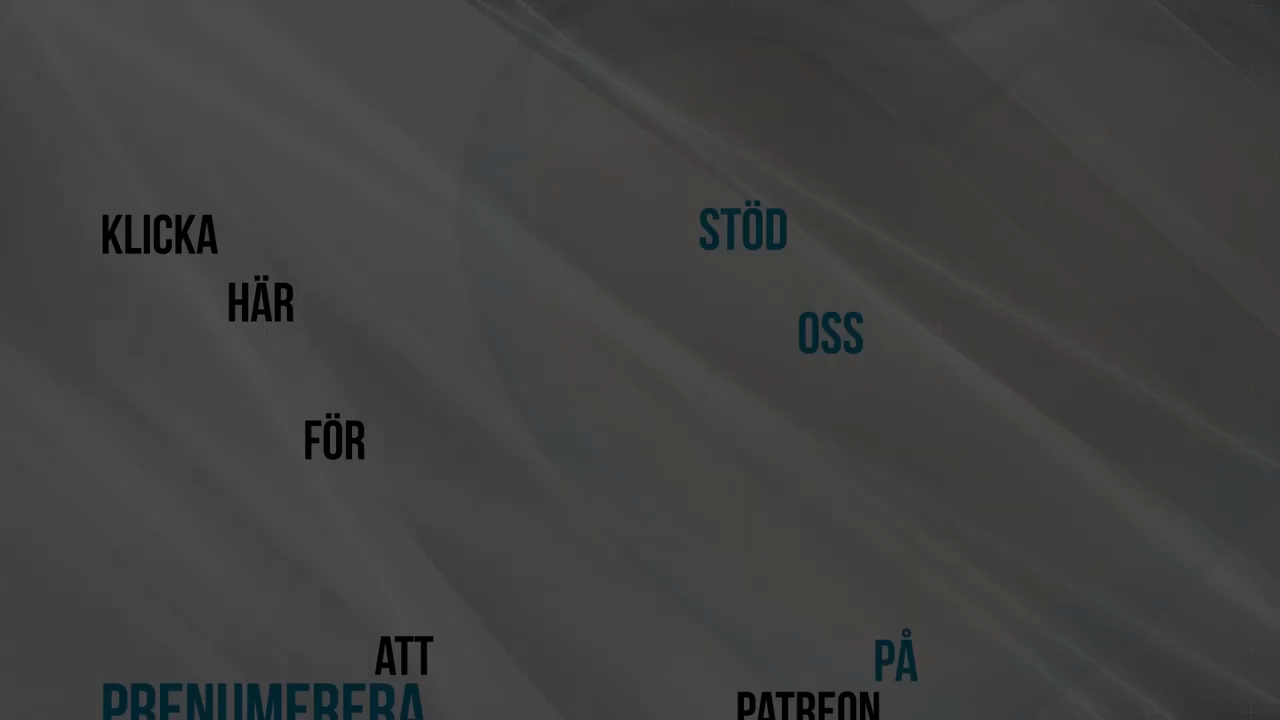 KLICKA
HÄR
FÖR
ATT
PRENUMERERA
STÖD
OSS
PÅ
PATREON